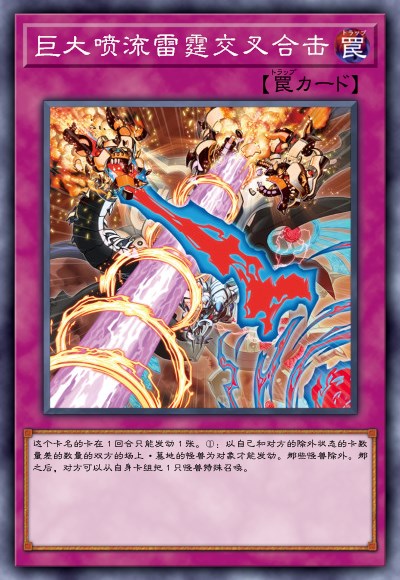 巨大喷流雷霆交叉合击
罠
トラップ
トラップ
【罠カード】
这个卡名的卡在1回合只能发动1张。①：以自己和对方的除外状态的卡数
量差的数量的双方的场上·墓地的怪兽为对象才能发动。那些怪兽除外。那
之后，对方可以从自身卡组把1只怪兽特殊召唤。